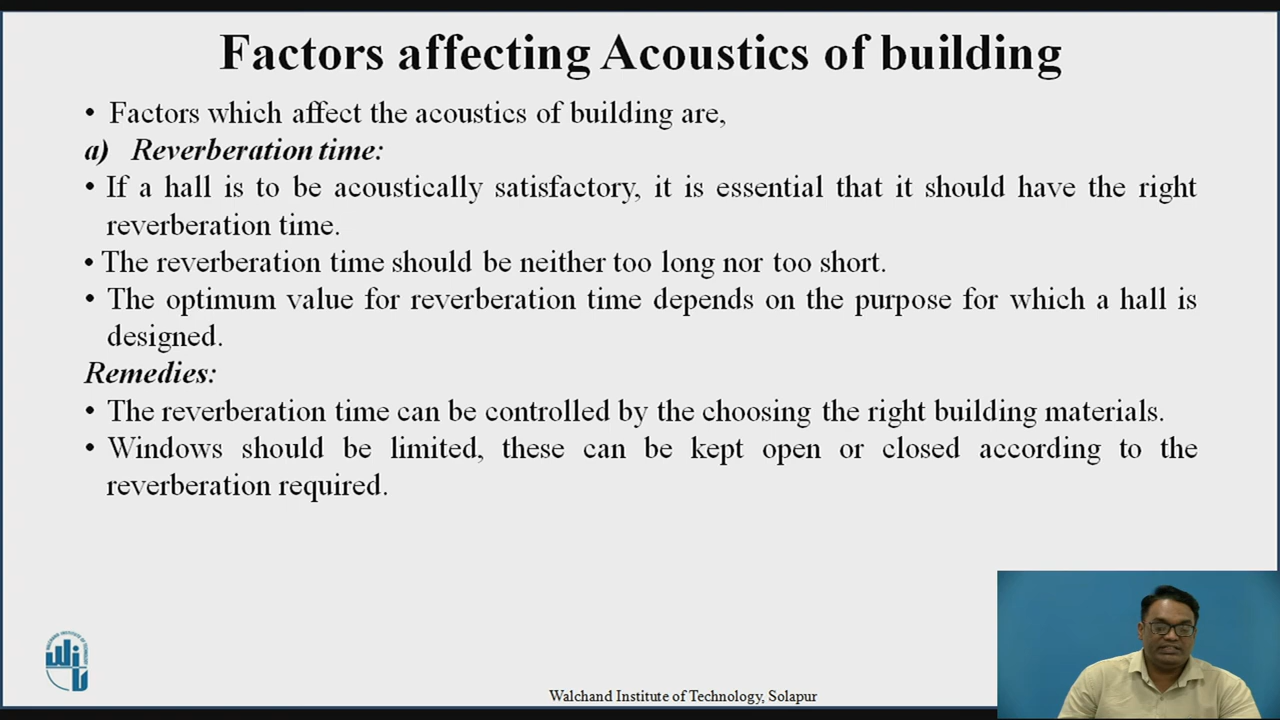 Factors affecting Acoustics of building
• Factors which affect the acoustics of building are,
a) Reverberation time:
• If a hall is to be acoustically satisfactory, it is essential that it should have the right
reverberation time.
• The reverberation time should be neither too long nor too short.
• The optimum value for reverberation time depends on the purpose for which a hall is
designed.
Remedies:
• The reverberation time can be controlled by the choosing the right building materials.
• Windows should be limited, these can be kept open or closed according to the
reverberation required.
Walchand Institute of Technology, Solapur